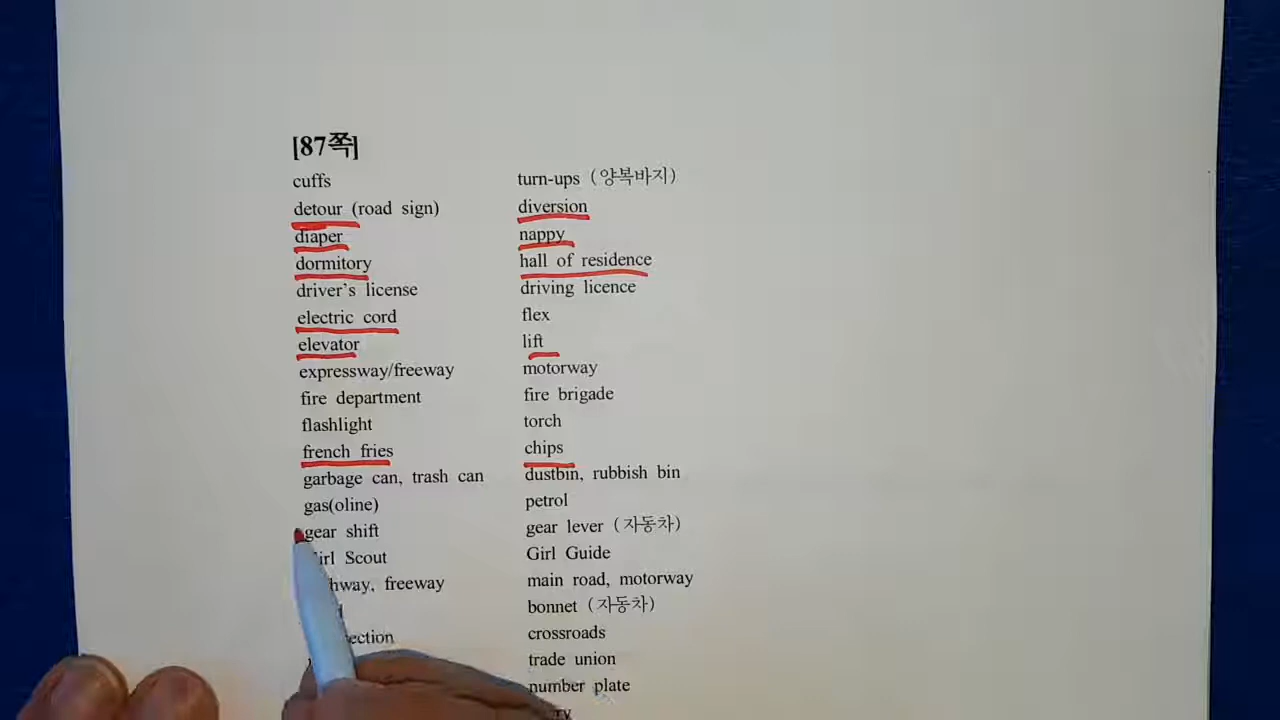 [87쪽]
cuffs turn-ups (양복바지)
detour (road sign) diversion
diaper nappy
dormitory hall of residence
driver's license driving licence
electric cord flex
elevator lift
expressway/freeway motorway
fire department fire brigade
flashlight torch
french fries chips
garbage can, trash can dustbin, rubbish bin
gas(oline) petrol
gear shift gear lever (자동차)
Scout Girl Guide
freeway main road, motorway
bonnet (자동차)
crossroads
trade union
number plate